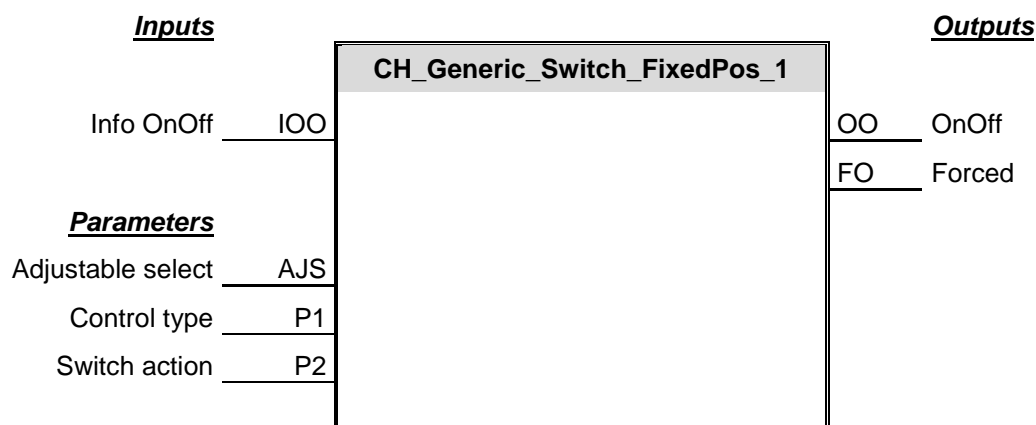 Inputs Outputs
CH_Generic_Switch_FixedPos_1
Info OnOff IOO OO OnOff
FO Forced
Parameters
Adjustable select AJS
Control type P1
Switch action P2